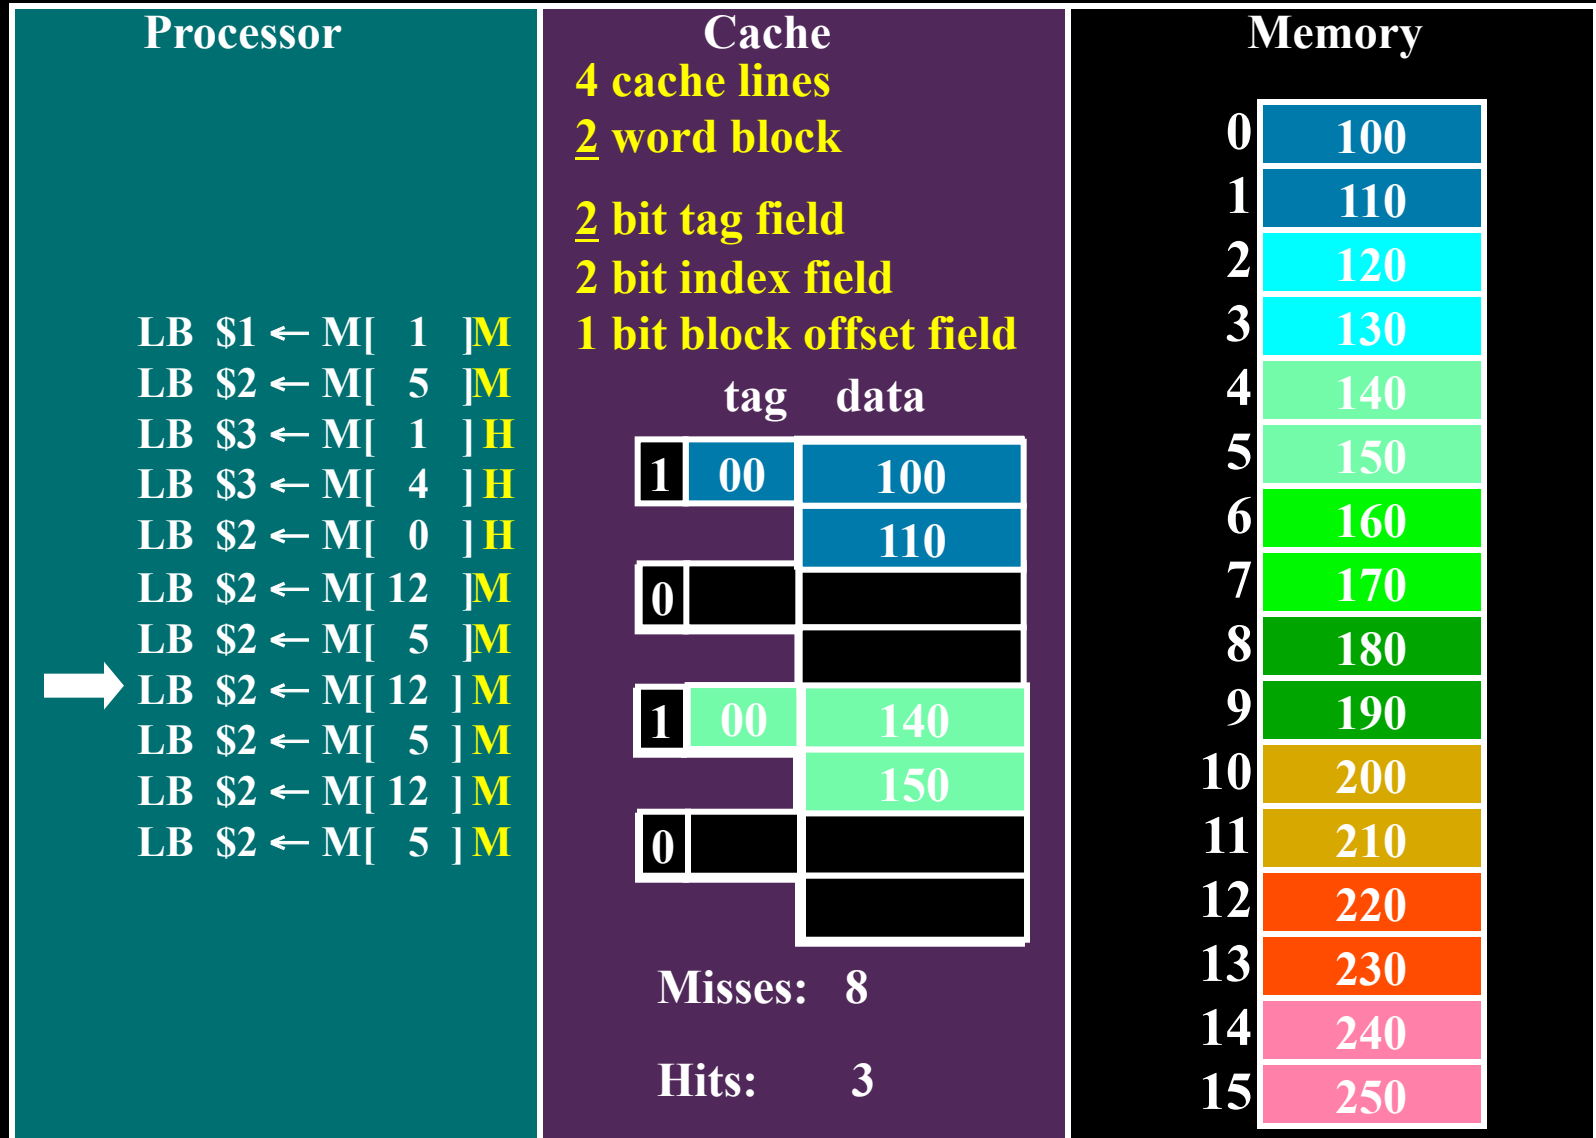 Processor
LB $1 ← M[ 1 ]M
LB $2 ← M[ 5 ]M
LB $3 ← M[ 1 ]H
LB $3 ← M[ 4 ]H
LB $2 ← M[ 0 ]H
LB $2 ← M[ 12 ]M
LB $2 ← M[ 5 ]M
LB $2 ← M[ 12 ]M
LB $2 ← M[ 5 ]M
LB $2 ← M[ 12 ]M
LB $2 ← M[ 5 ]M
Cache
4 cache lines
2 word block
2 bit tag field
2 bit index field
1 bit block offset field
tag data
1 00 100
110
0
1 00 140
150
0
Misses: 8
Hits: 3
Memory
0 100
1 110
2 120
3 130
4 140
5 150
6 160
7 170
8 180
9 190
10 200
11 210
12 220
13 230
14 240
15 250